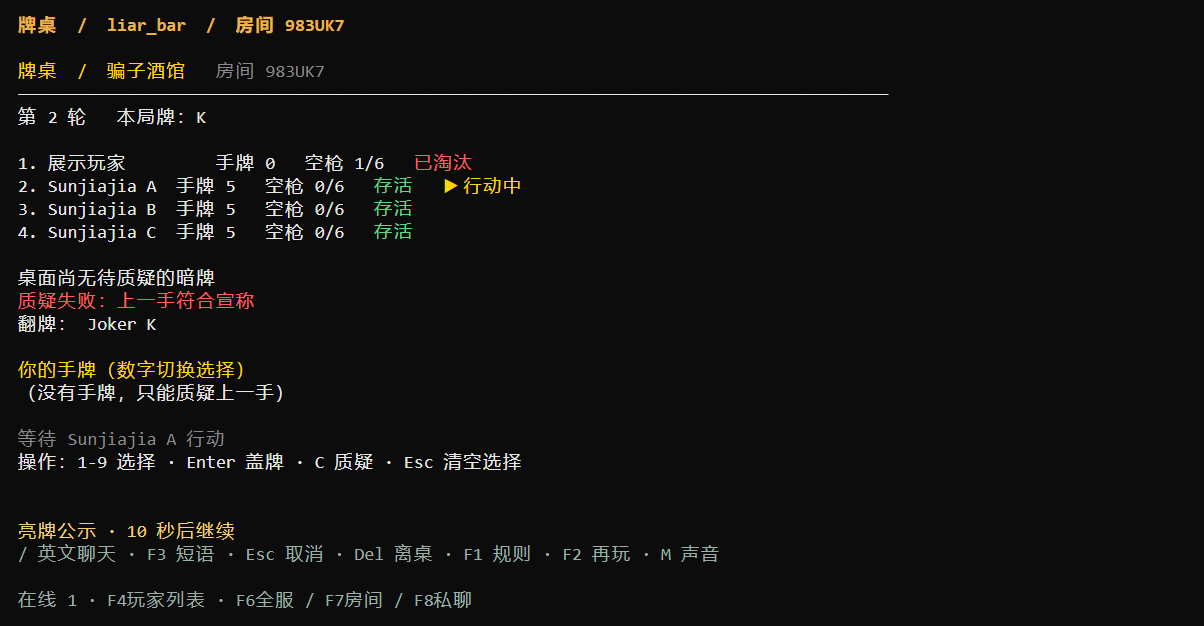 牌桌 / liar_bar / 房间 983UK7
牌桌 / 骗子酒馆 房间 983UK7
第 2 轮 本局牌: K
1. 展示玩家 手牌 0 空枪 1/6 已淘汰
2. Sunjiajia A 手牌 5 空枪 0/6 存活 ▶行动中
3. Sunjiajia B 手牌 5 空枪 0/6 存活
4. Sunjiajia C 手牌 5 空枪 0/6 存活
桌面尚无待质疑的暗牌
质疑失败: 上一手符合宣称
翻牌: Joker K
你的手牌 (数字切换选择)
(没有手牌, 只能质疑上一手)
等待 Sunjiajia A 行动
操作: 1-9 选择 · Enter 盖牌 · C 质疑 · Esc 清空选择
亮牌公示 · 10 秒后继续
/ 英文聊天 · F3 短语 · Esc 取消 · Del 离桌 · F1 规则 · F2 再玩 · M 声音
在线 1 · F4玩家列表 · F6全服 / F7房间 / F8私聊